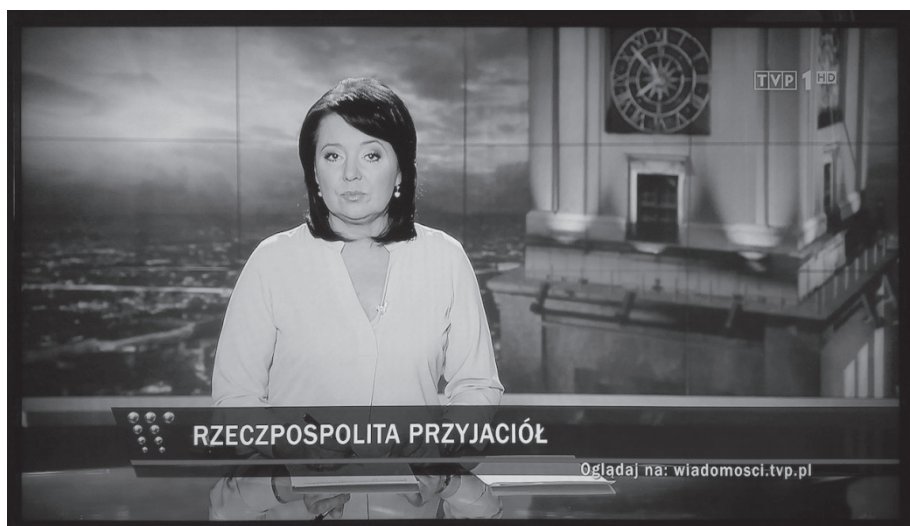 TVP 1 HD
RZECZPOSPOLITA PRZYJACIÓŁ
Oglądaj na: wiadomosci.tvp.pl